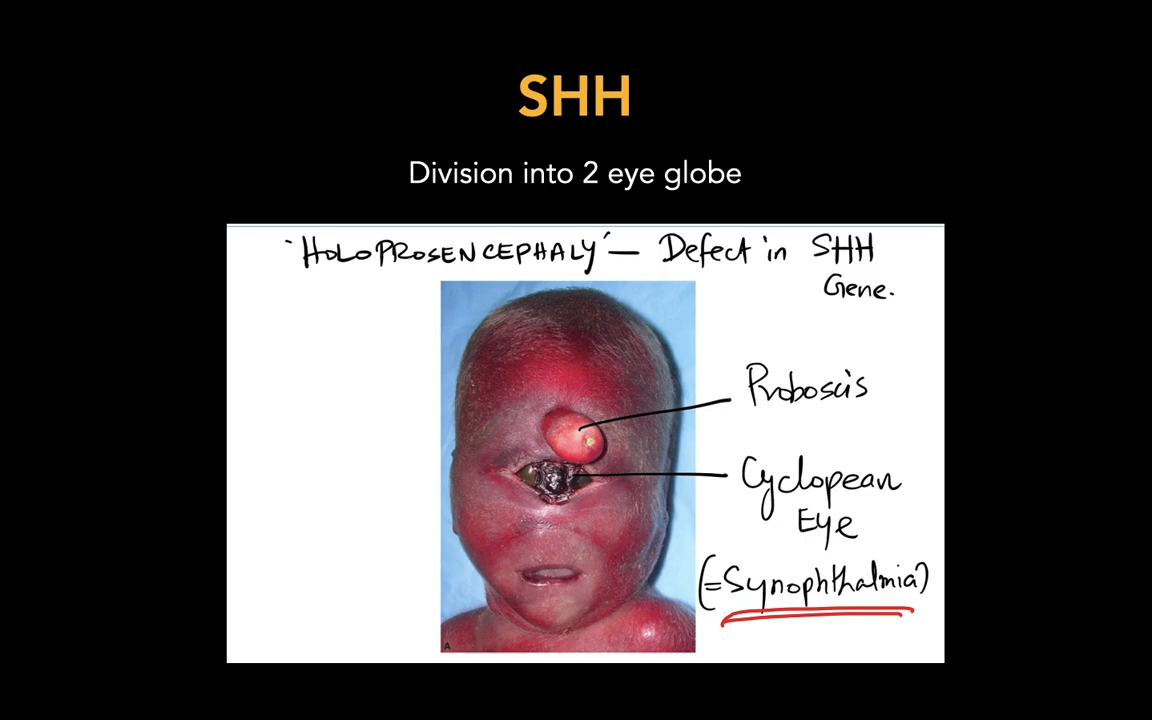 SHH
Division into 2 eye globe
'HOLOPROSENCEPHALY' — Defect in SHH
Gene.
Proboscis
Cyclopean
Eye
(=Synophthalmia)
A